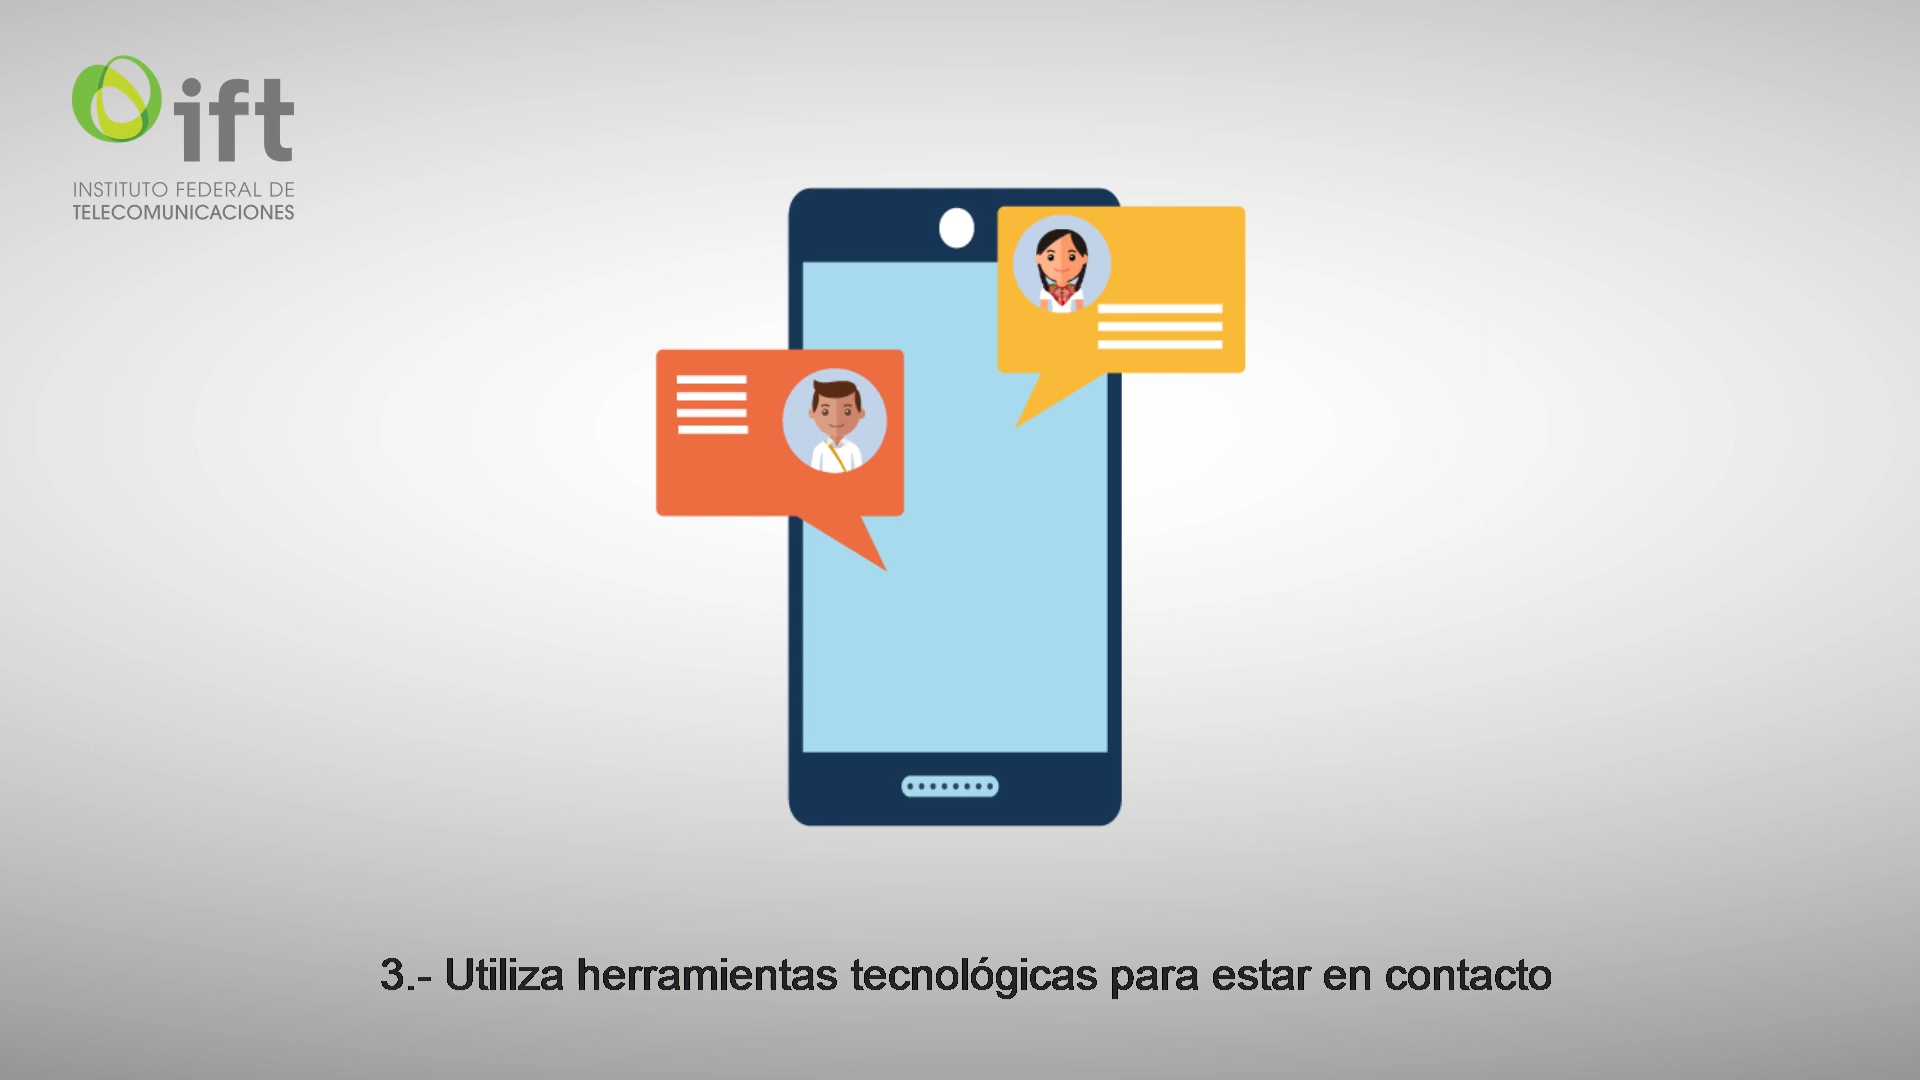 ift
INSTITUTO FEDERAL DE
TELECOMUNICACIONES
3.- Utiliza herramientas tecnológicas para estar en contacto